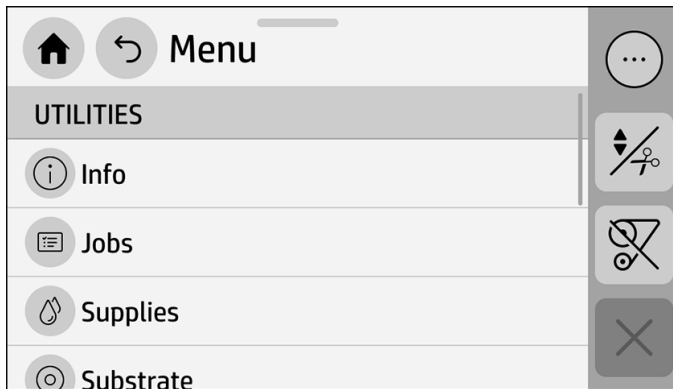 Menu
UTILITIES
Info
Jobs
Supplies
Substrate